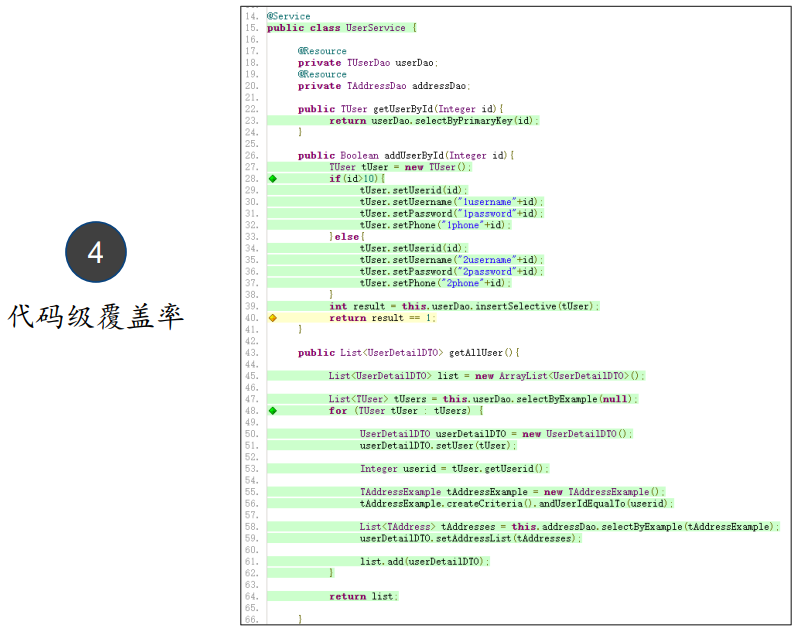 4
代码级覆盖率
14. @Service
15. public class UserService {
16.
17. @Resource
18. private TUserDao userDao;
19. @Resource
20. private TAddressDao addressDao;
21.
22. public TUser getUserById(Integer id){
23. return userDao.selectByPrimaryKey(id);
24. }
25.
26. public Boolean addUserById(Integer id){
27. TUser tUser = new TUser();
28. if(id>10){
29. tUser.setUserid(id);
30. tUser.setUsername("1username"+id);
31. tUser.setPassword("1password"+id);
32. tUser.setPhone("1phone"+id);
33. }else{
34. tUser.setUserid(id);
35. tUser.setUsername("2username"+id);
36. tUser.setPassword("2password"+id);
37. tUser.setPhone("2phone"+id);
38. }
39. int result = this.userDao.insertSelective(tUser);
40. return result == 1;
41. }
42.
43. public List<UserDetailDTO> getAllUser(){
44.
45. List<UserDetailDTO> list = new ArrayList<UserDetailDTO>();
46.
47. List<TUser> tUsers = this.userDao.selectByExample(null);
48. for (TUser tUser : tUsers) {
49.
50. UserDetailDTO userDetailDTO = new UserDetailDTO();
51. userDetailDTO.setUser(tUser);
52.
53. Integer userid = tUser.getUserid();
54.
55. TAddressExample tAddressExample = new TAddressExample();
56. tAddressExample.createCriteria().andUserIdEqualTo(userid);
57.
58. List<TAddress> tAddresses = this.addressDao.selectByExample(tAddressExample);
59. userDetailDTO.setAddressList(tAddresses);
60.
61. list.add(userDetailDTO);
62. }
63.
64. return list;
65.
66. }